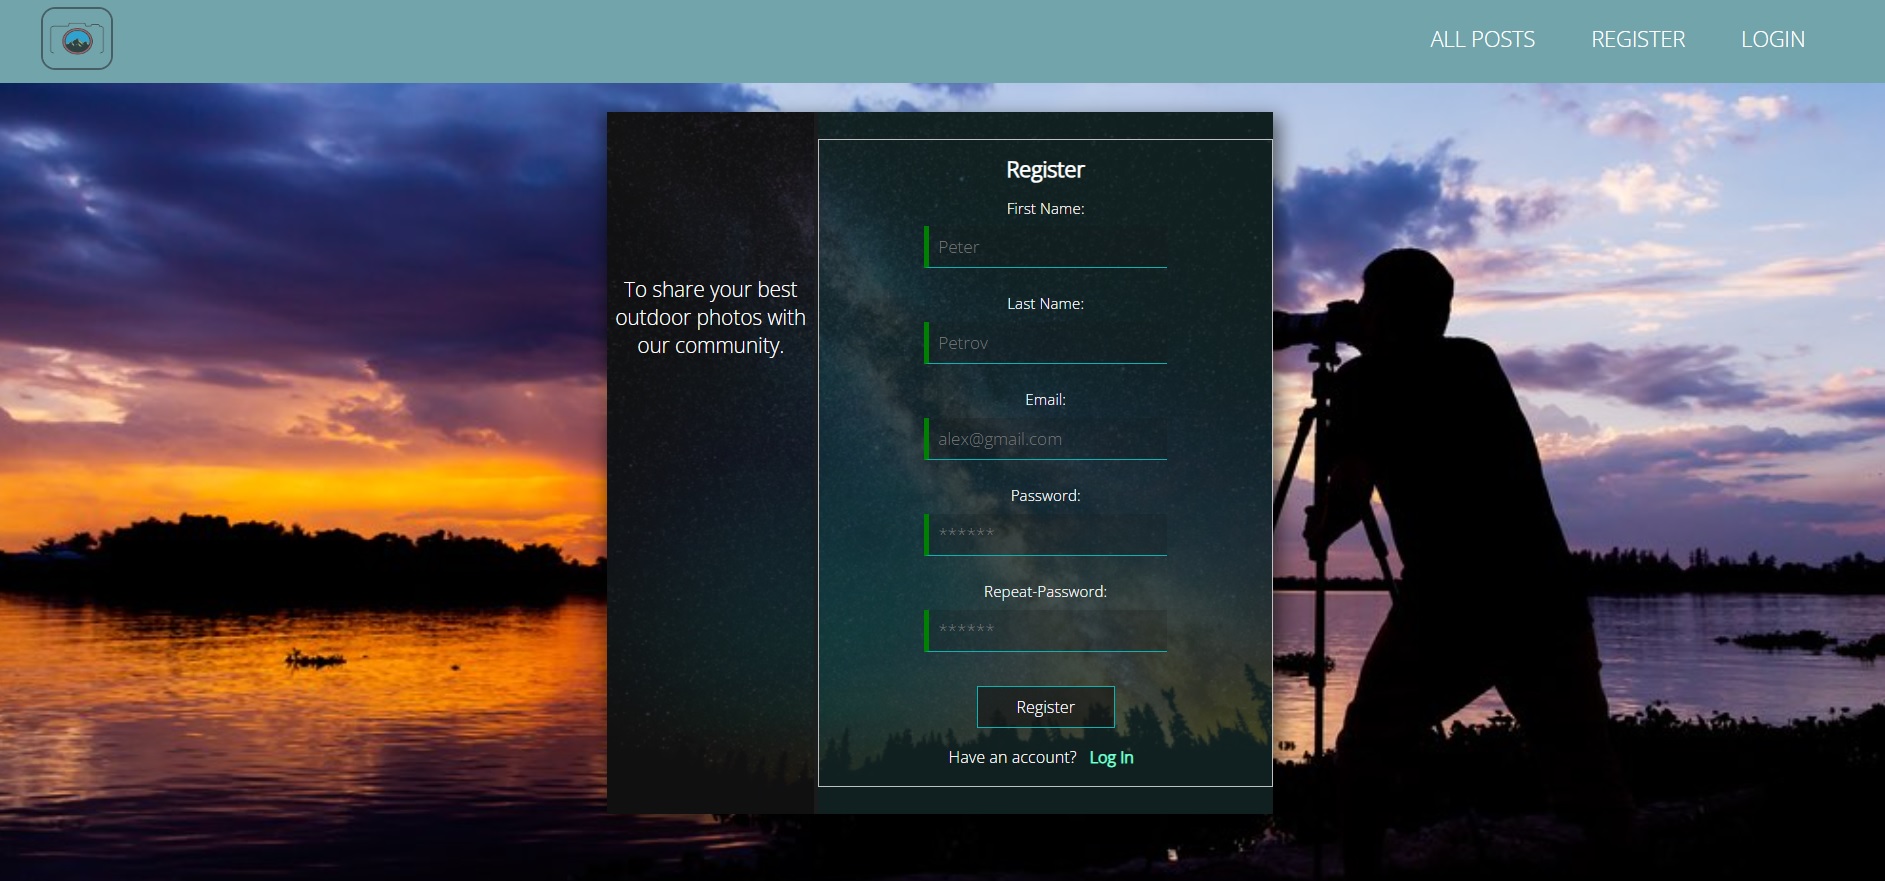 ALL POSTS
REGISTER
LOGIN
To share your best
outdoor photos with
our community.
Register
First Name:
Peter
Last Name:
Petrov
Email:
alex@gmail.com
Password:
******
Repeat-Password:
******
Register
Have an account? Log In